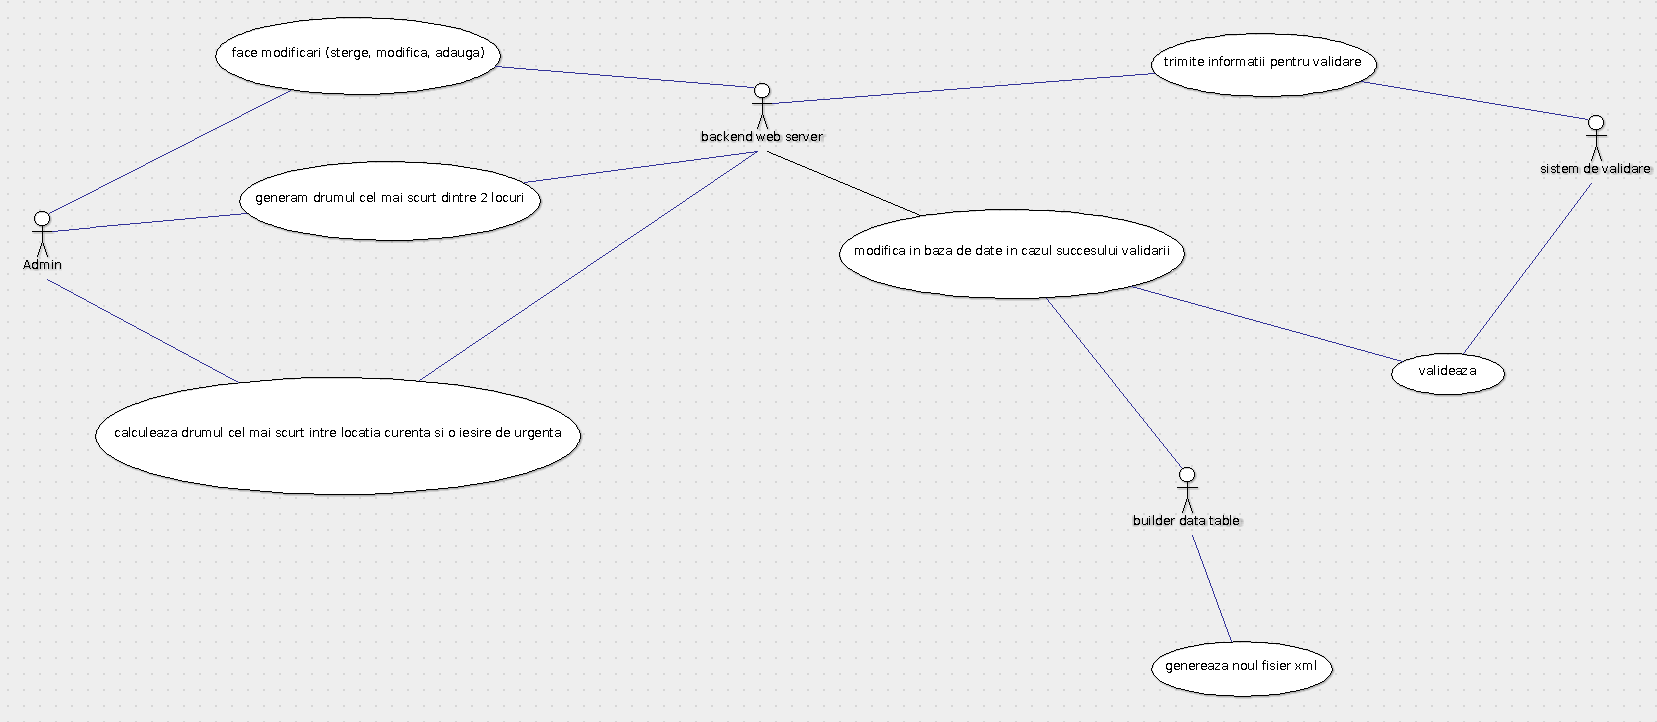 face modificari (sterge, modifica, adauga)
trimite informatii pentru validare
backend web server
sistem de validare
generam drumul cel mai scurt dintre 2 locuri
modifica in baza de date in cazul succesului validarii
Admin
valideaza
calculeaza drumul cel mai scurt intre locatia curenta si o iesire de urgenta
builder data table
genereaza noul fisier xml